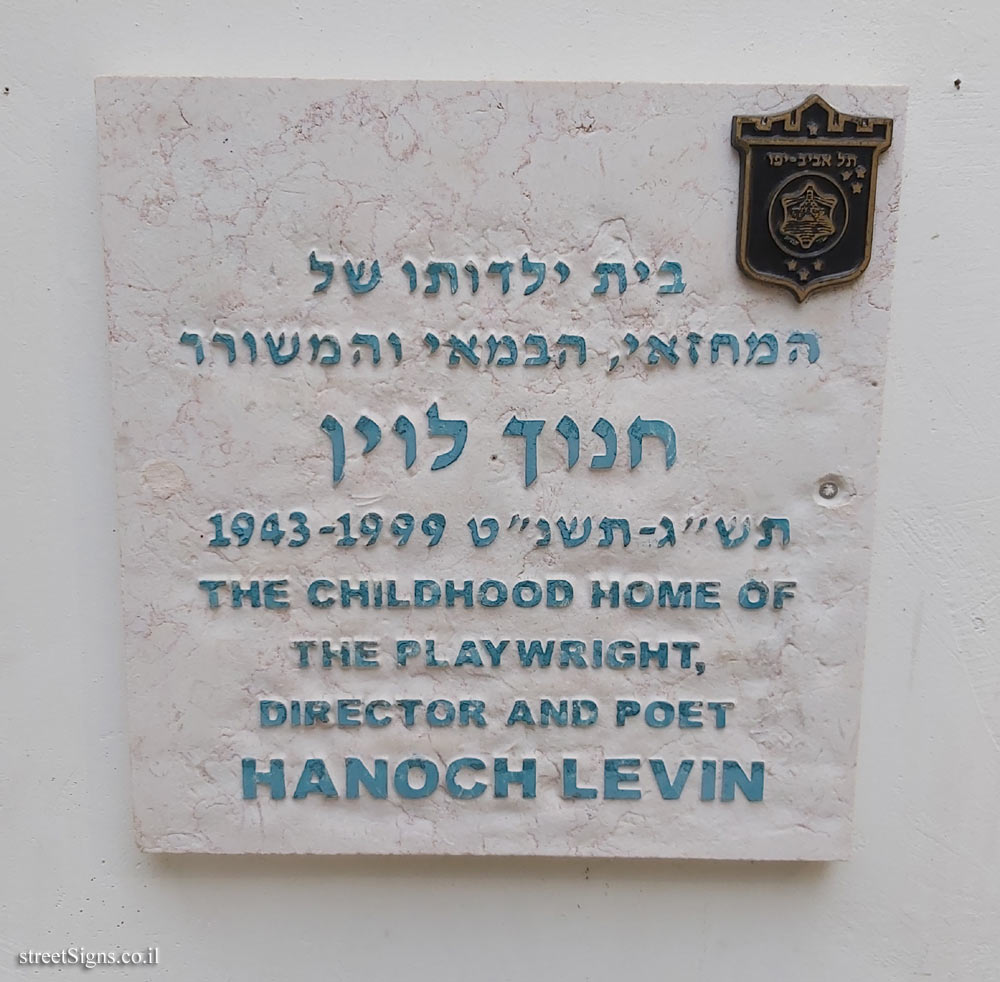 תל אביב-יפו
בית ילדותו של
המחזאי, הבמאי והמשורר
חנוך לוין
תש״ג-תשנ״ט 1943-1999
THE CHILDHOOD HOME OF
THE PLAYWRIGHT,
DIRECTOR AND POET
HANOCH LEVIN
streetSigns.co.il